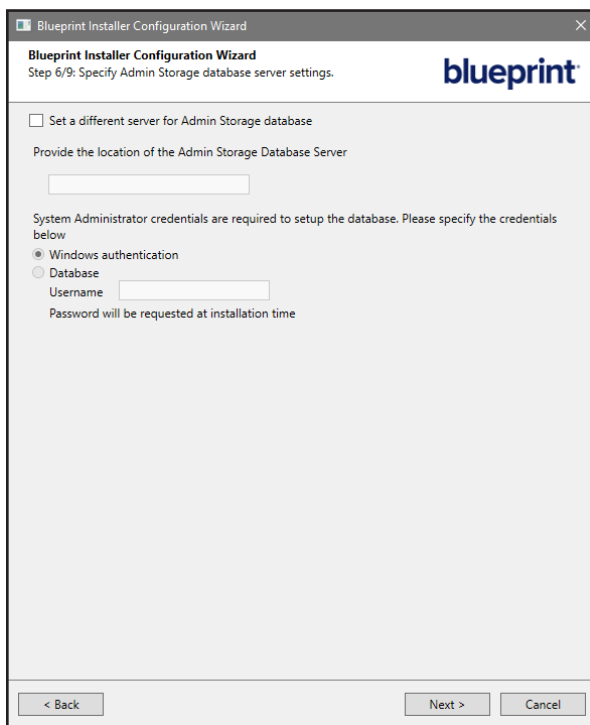 Blueprint Installer Configuration Wizard
Blueprint Installer Configuration Wizard
Step 6/9: Specify Admin Storage database server settings.
blueprint
Set a different server for Admin Storage database
Provide the location of the Admin Storage Database Server
System Administrator credentials are required to setup the database. Please specify the credentials
below
Windows authentication
Database
Username
Password will be requested at installation time
< Back
Next >
Cancel